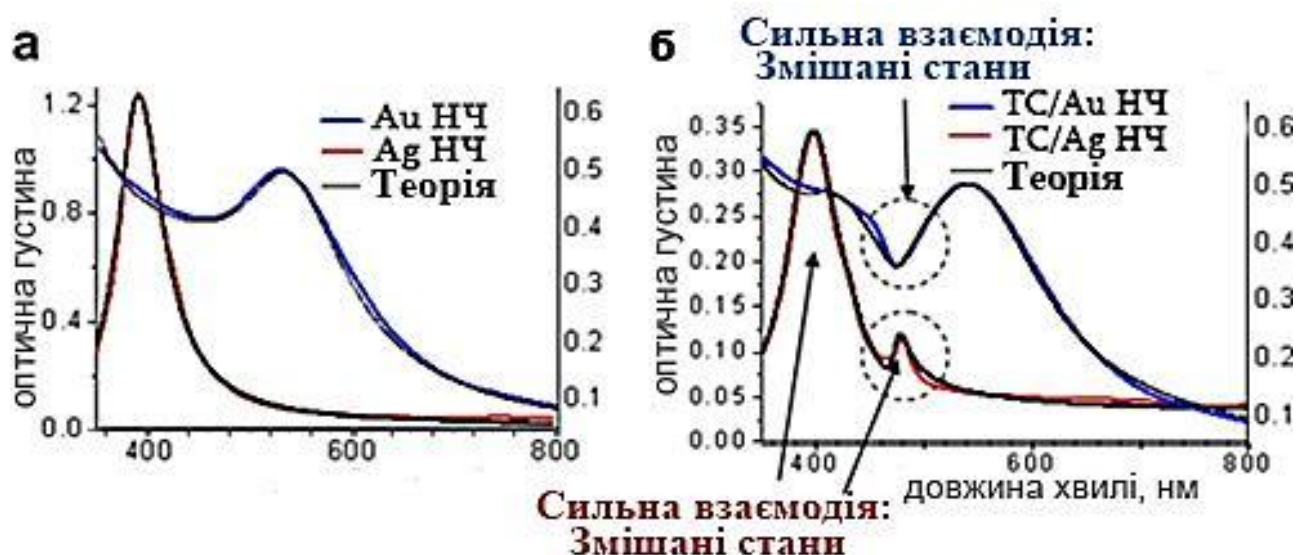 а
1.2
0.8
0.4
0.0
оптична густина
400
600
800
0.6
0.5
0.4
0.3
0.2
0.1
Au НЧ
Ag НЧ
Теорія
б
Сильна взаємодія:
Змішані стани
0.35
0.30
0.25
0.20
0.15
0.10
0.05
0.00
оптична густина
TC/Au НЧ
TC/Ag НЧ
Теорія
0.6
0.5
0.4
0.3
0.2
0.1
400
600
800
довжина хвилі, нм
Сильна взаємодія:
Змішані стани